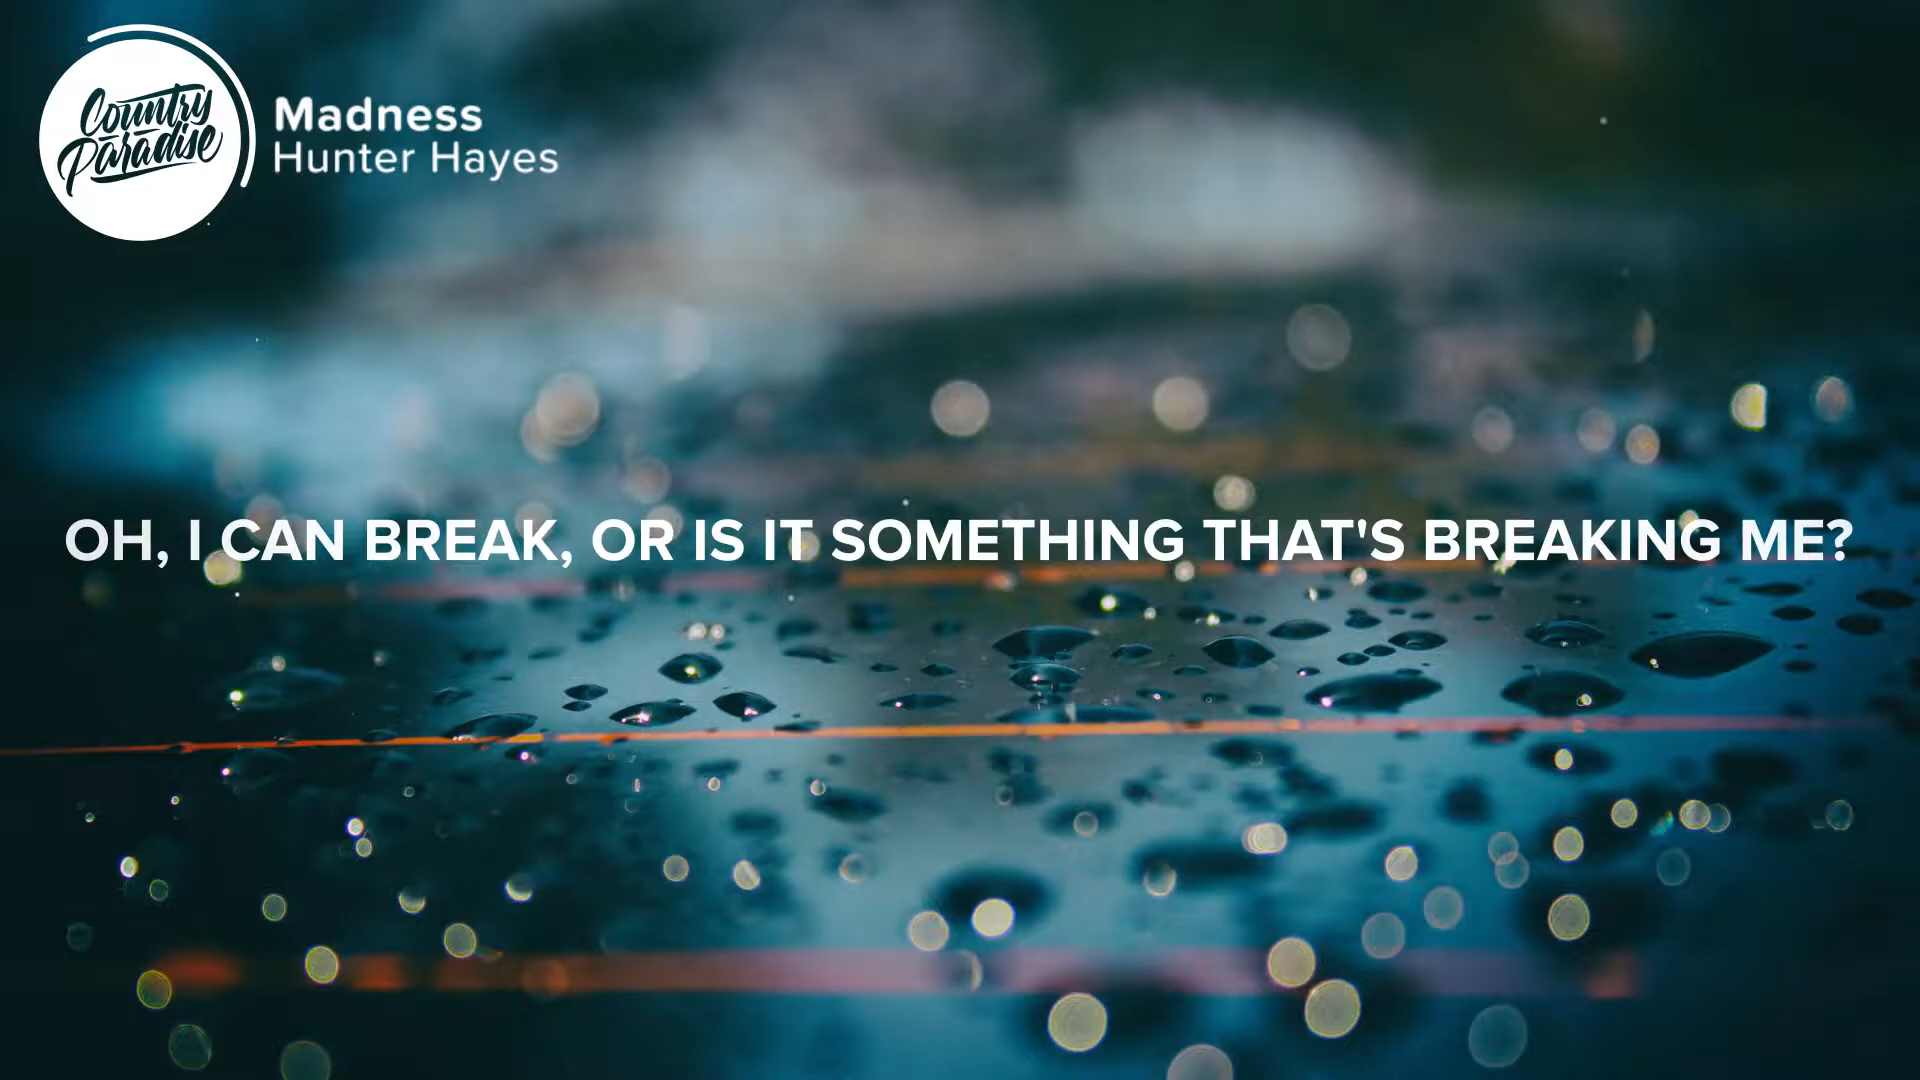 Country
Paradise
Madness
Hunter Hayes
OH, I CAN BREAK, OR IS IT SOMETHING THAT'S BREAKING ME?